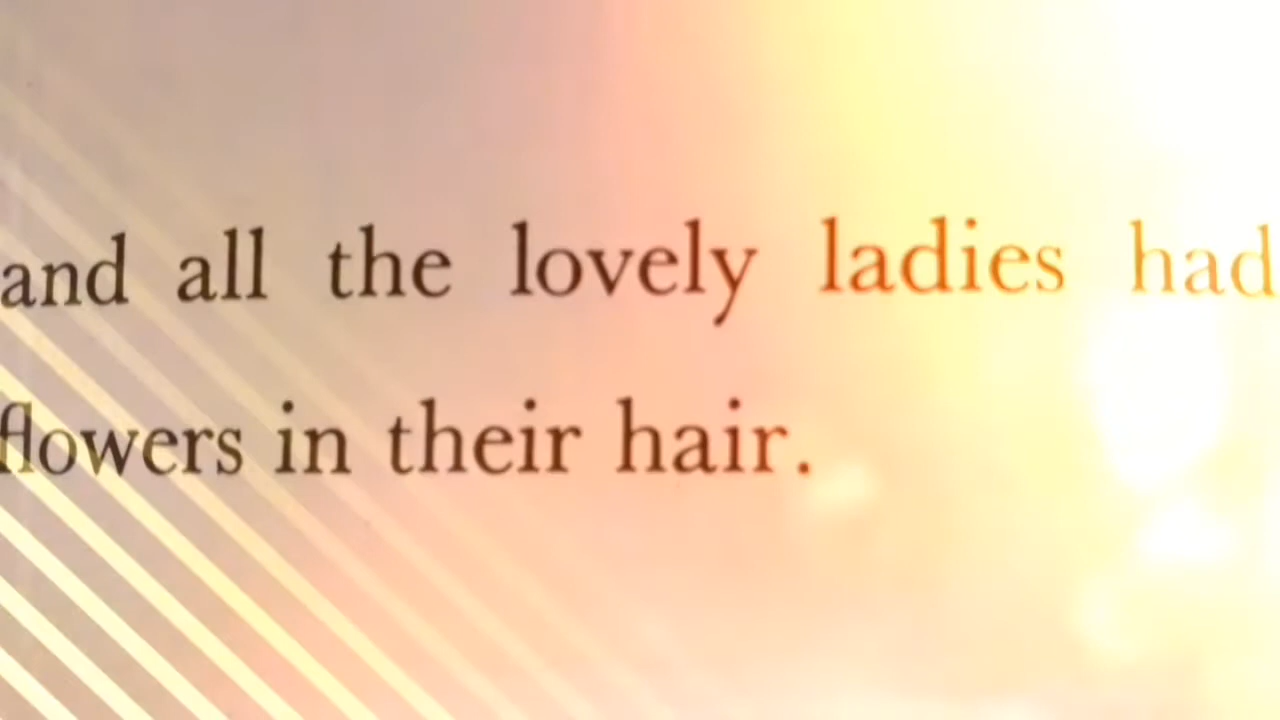 and all the lovely ladies had
flowers in their hair.